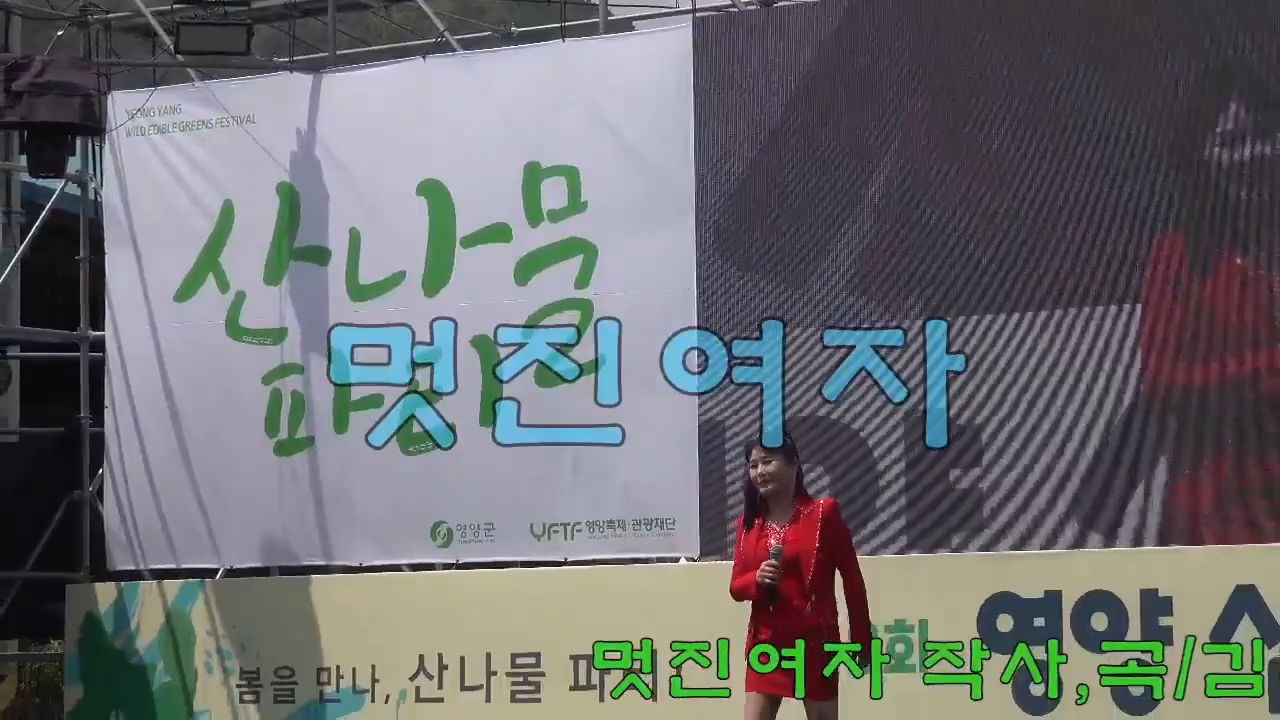 YEONG YANG
WILD EDIBLE GREENS FESTIVAL
산나물
멋진여자
영양군
YFTF 영양축제관광재단
봄을 만나, 산나물 파
회 영양
멋진여자 작사,곡/김